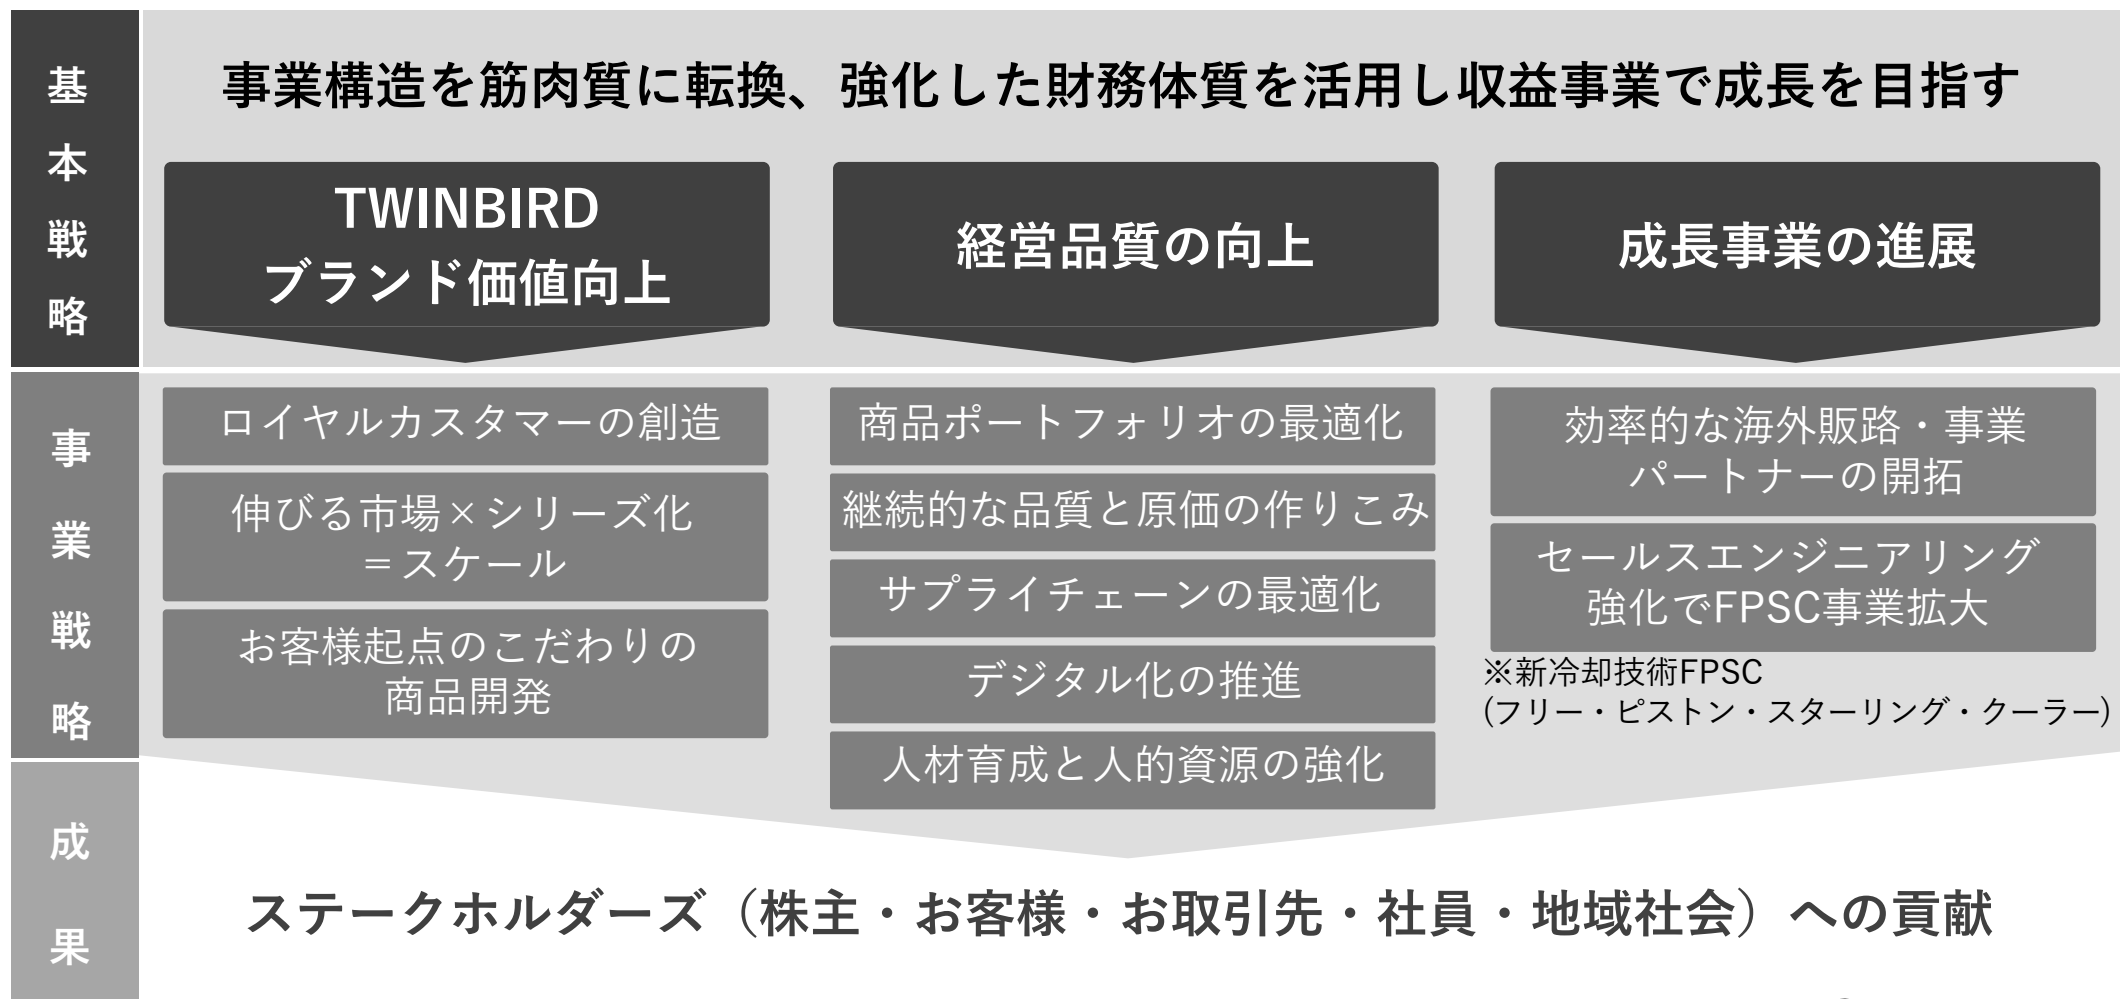 基本戦略
事業構造を筋肉質に転換、強化した財務体質を活用し収益事業で成長を目指す
TWINBIRD
ブランド価値向上
経営品質の向上
成長事業の進展
事業戦略
ロイヤルカスタマーの創造
伸びる市場×シリーズ化
＝スケール
お客様起点のこだわりの
商品開発
商品ポートフォリオの最適化
継続的な品質と原価の作りこみ
サプライチェーンの最適化
デジタル化の推進
人材育成と人的資源の強化
効率的な海外販路・事業
パートナーの開拓
セールスエンジニアリング
強化でFPSC事業拡大
※新冷却技術FPSC
(フリー・ピストン・スターリング・クーラー)
成果
ステークホルダーズ（株主・お客様・お取引先・社員・地域社会）への貢献